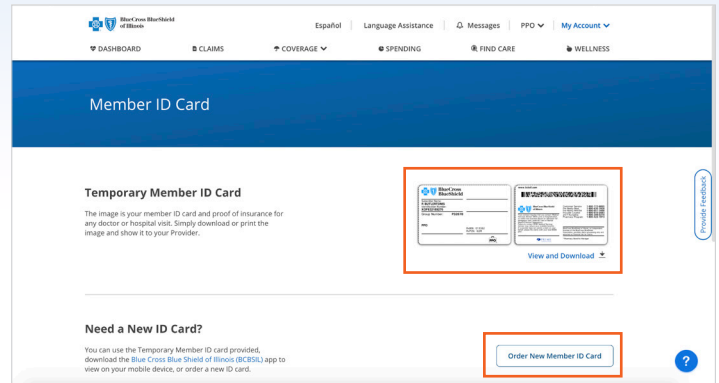 BlueCross BlueShield
of Illinois
Español
Language Assistance
Messages
PPO
My Account
DASHBOARD
CLAIMS
COVERAGE
SPENDING
FIND CARE
WELLNESS
Member ID Card
Provide Feedback
Temporary Member ID Card
The image is your member ID card and proof of insurance for
any doctor or hospital visit. Simply download or print the
image and show it to your Provider.
BlueCross
BlueShield
Group Number:
PPO
View and Download
Need a New ID Card?
You can use the Temporary Member ID card provided,
download the Blue Cross Blue Shield of Illinois (BCBSIL) app to
view on your mobile device, or order a new ID card.
Order New Member ID Card
?